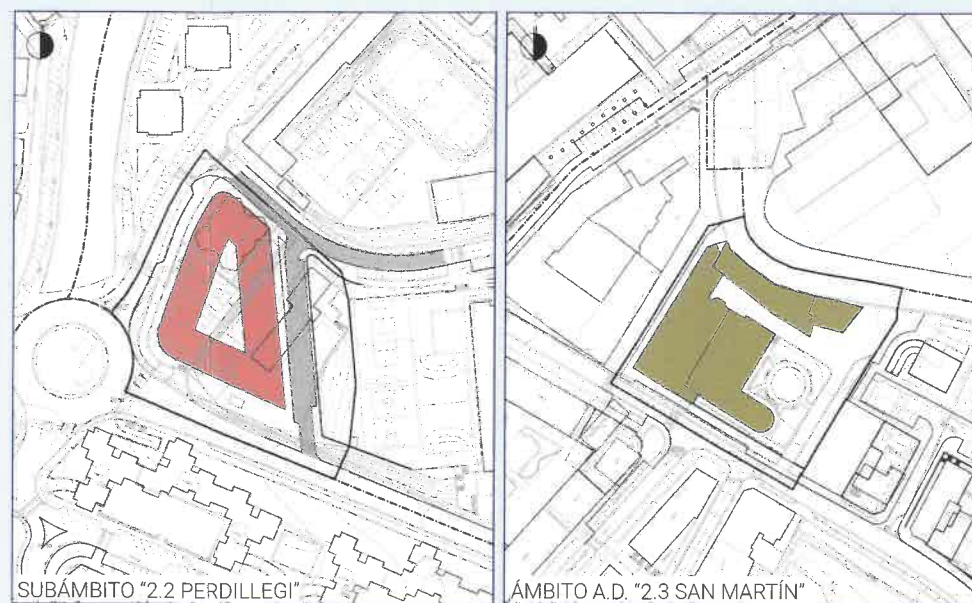 SUBÁMBITO "2.2 PERDILLEGI"
ÁMBITO A.D. "2.3 SAN MARTÍN"